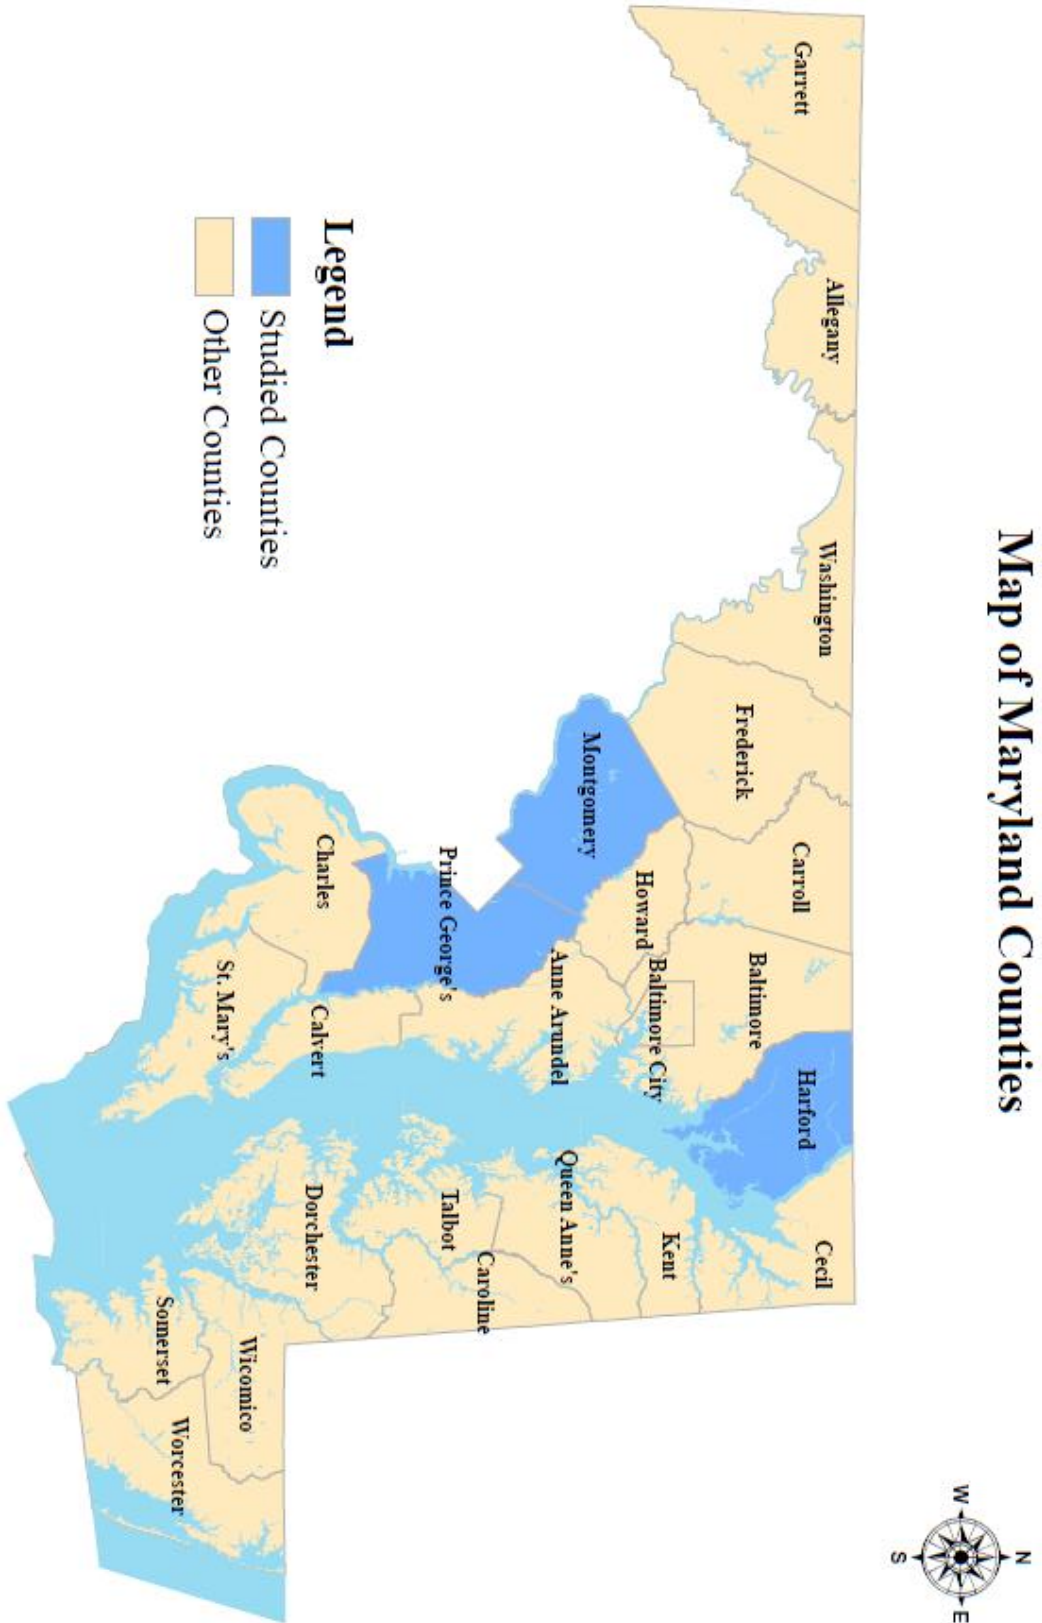 Map of Maryland Counties
N
W
E
S
Garrett
Allegany
Washington
Frederick
Carroll
Baltimore
Harford
Cecil
Montgomery
Howard
Baltimore City
Kent
Anne Arundel
Queen Anne's
Prince George's
Talbot
Caroline
Charles
Calvert
Dorchester
St. Mary's
Wicomico
Somerset
Worcester
Legend
Studied Counties
Other Counties